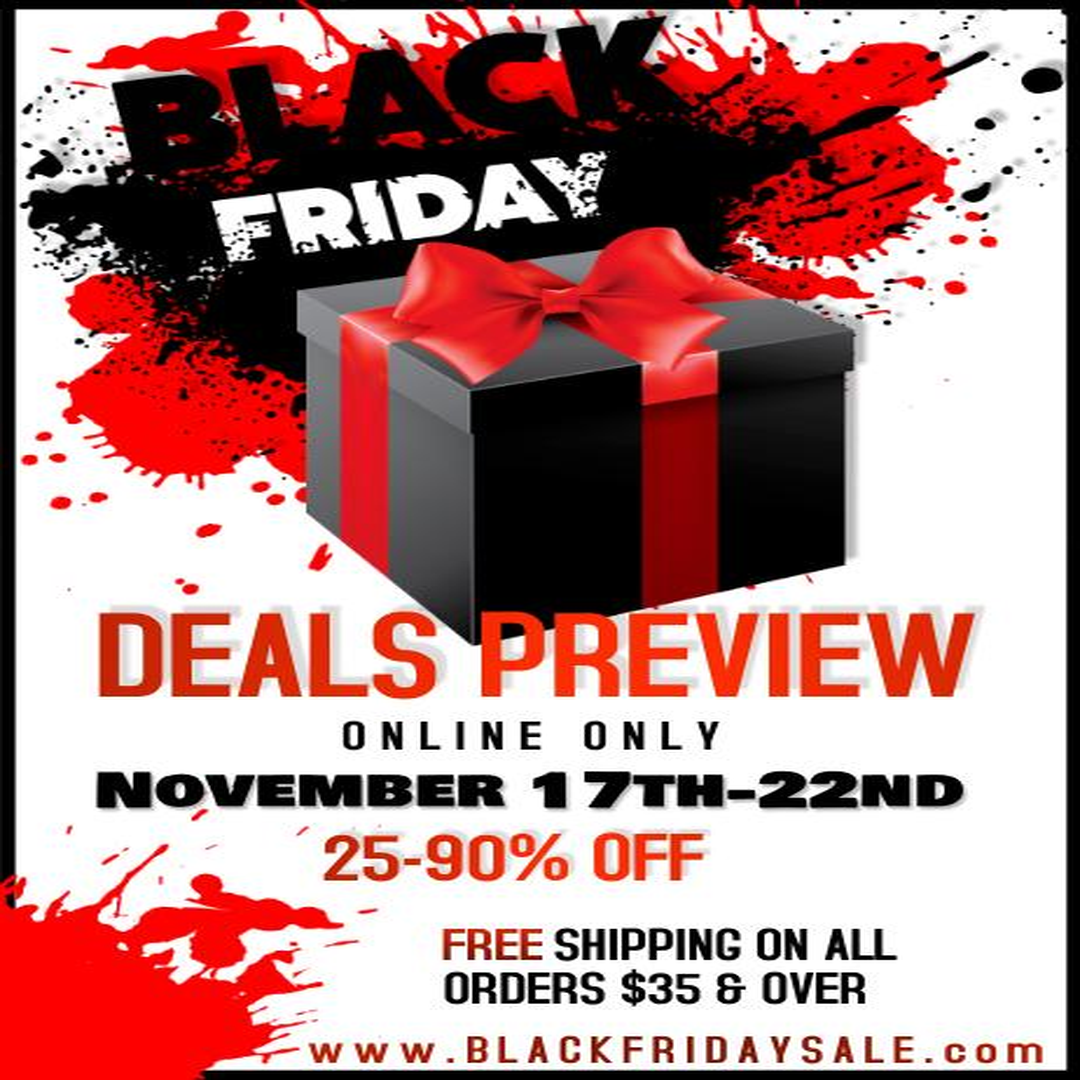 BLACK
FRIDAY
DEALS PREVIEW
ONLINE ONLY
NOVEMBER 17TH-22ND
25-90% OFF
FREE SHIPPING ON ALL
ORDERS $35 & OVER
www.BLACKFRIDAYSALE.com